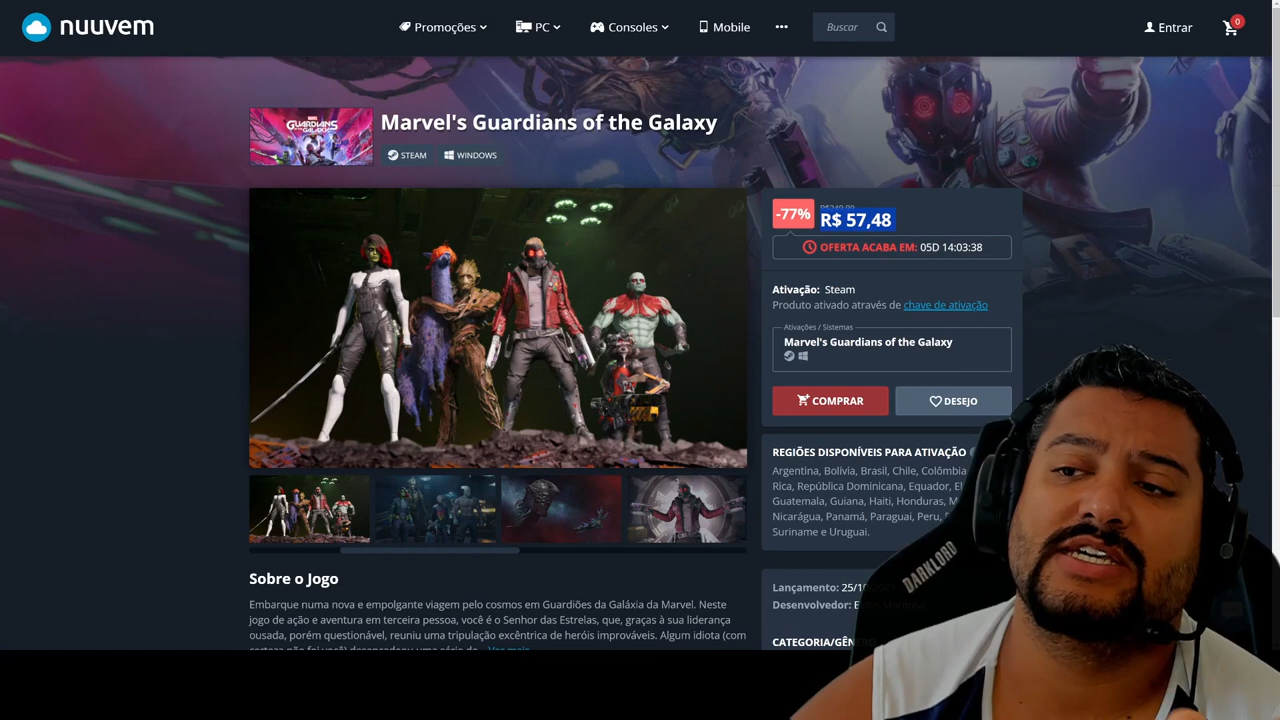 nuuvem
Promoções
PC
Consoles
Mobile
Buscar
Entrar
0
GUARDIANS
Marvel's Guardians of the Galaxy
STEAM
WINDOWS
-77%
R$ 57,48
OFERTA ACABA EM: 05D 14:03:38
Ativação: Steam
Produto ativado através de chave de ativação
Ativações / Sistemas
Marvel's Guardians of the Galaxy
COMPRAR
DESEJO
REGIÕES DISPONÍVEIS PARA ATIVAÇÃO
Argentina, Bolívia, Brasil, Chile, Colômbia
Rica, República Dominicana, Equador, El
Guatemala, Guiana, Haiti, Honduras, M
Nicarágua, Panamá, Paraguai, Peru,
Suriname e Uruguai.
Lançamento: 25/10
Desenvolvedor:
CATEGORIA/GÊNERO
Sobre o Jogo
Embarque numa nova e empolgante viagem pelo cosmos em Guardiões da Galáxia da Marvel. Neste
jogo de ação e aventura em terceira pessoa, você é o Senhor das Estrelas, que, graças à sua liderança
ousada, porém questionável, reuniu uma tripulação excêntrica de heróis improváveis. Algum idiota (com
DARKLORD